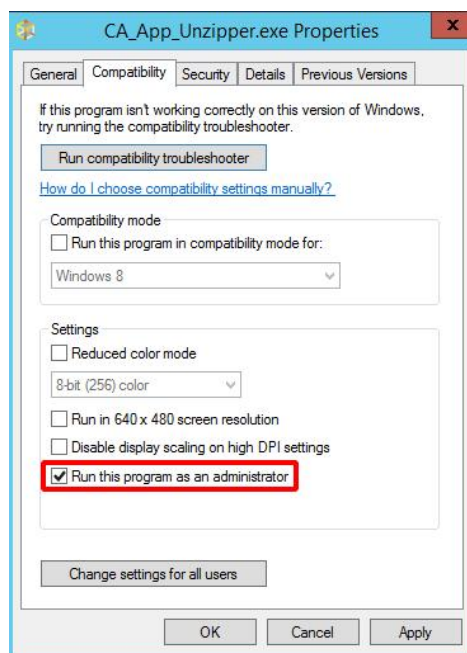 CA_App_Unzipper.exe Properties
x
General Compatibility Security Details Previous Versions
If this program isn't working correctly on this version of Windows,
try running the compatibility troubleshooter.
Run compatibility troubleshooter
How do I choose compatibility settings manually?
Compatibility mode
Run this program in compatibility mode for:
Windows 8
Settings
Reduced color mode
8-bit (256) color
Run in 640 x 480 screen resolution
Disable display scaling on high DPI settings
Run this program as an administrator
Change settings for all users
OK Cancel Apply